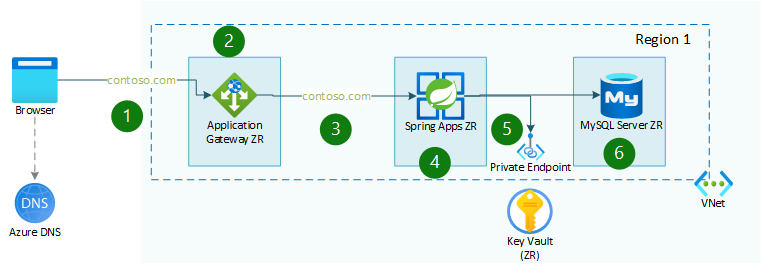 Region 1
2
contoso.com
contoso.com
Browser
1
Application
Gateway ZR
3
Spring Apps ZR
4
5
Private Endpoint
My
MySQL Server ZR
6
DNS
Azure DNS
VNet
Key Vault
(ZR)